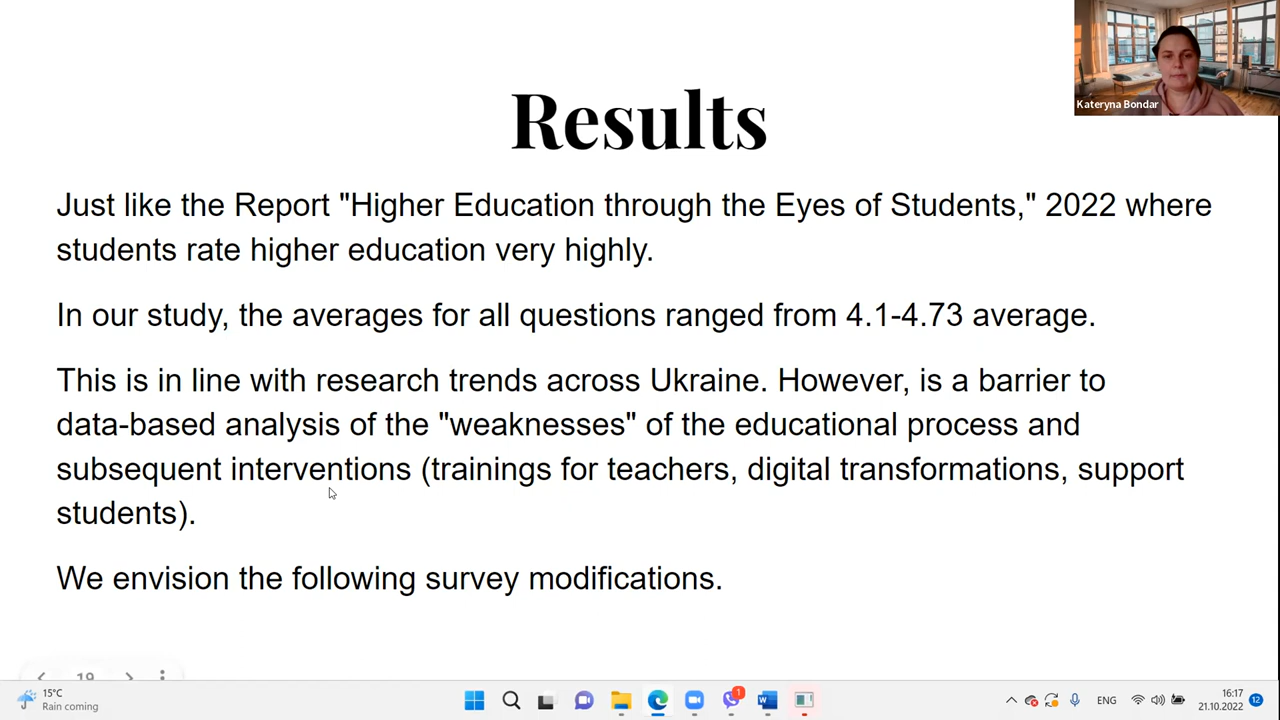 Kateryna Bondar
Results
Just like the Report "Higher Education through the Eyes of Students," 2022 where
students rate higher education very highly.
In our study, the averages for all questions ranged from 4.1-4.73 average.
This is in line with research trends across Ukraine. However, is a barrier to
data-based analysis of the "weaknesses" of the educational process and
subsequent interventions (trainings for teachers, digital transformations, support
students).
We envision the following survey modifications.
19
15°C
Rain coming
1
ENG
16:17
21.10.2022
12